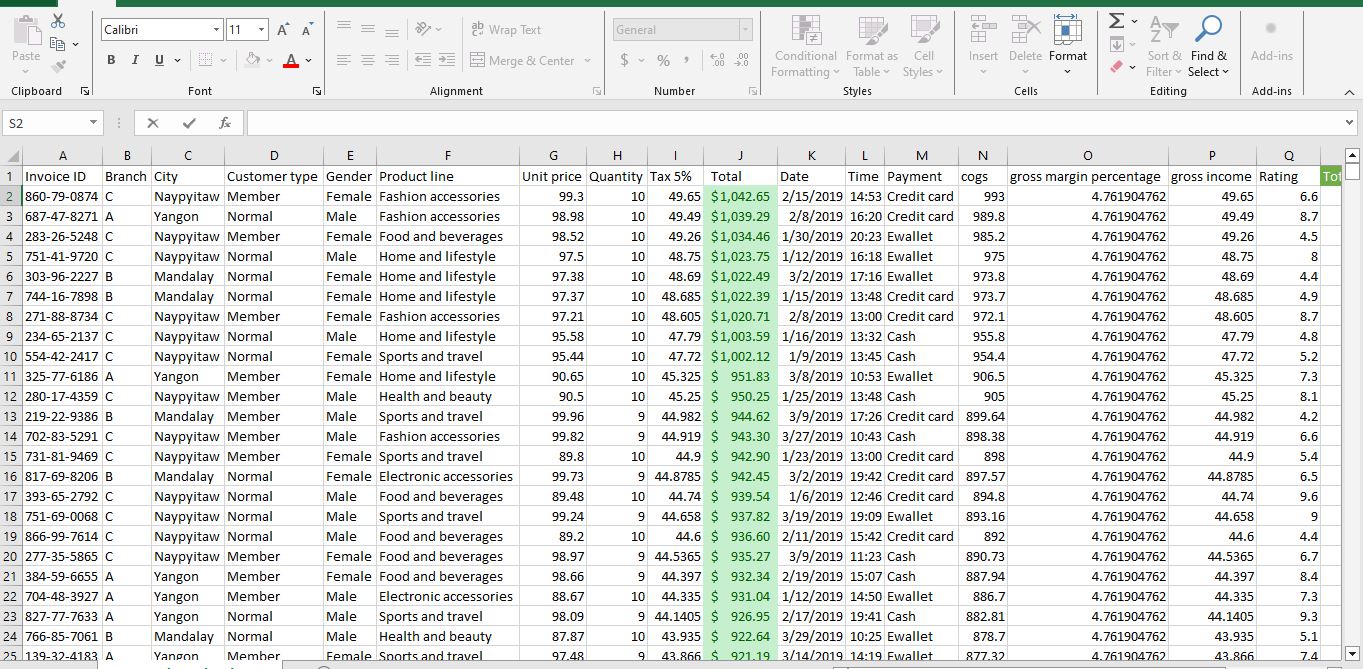 Calibri 11 A A ab Wrap Text General Σ A Z
Paste B I U A Merge & Center $ % , Conditional Format as Cell Insert Delete Format Sort & Find & Add-ins
Formatting Table Styles Filter Select
Clipboard Font Alignment Number Styles Cells Editing Add-ins
S2 fx
A B C D E F G H I J K L M N O P Q
1 Invoice ID Branch City Customer type Gender Product line Unit price Quantity Tax 5% Total Date Time Payment cogs gross margin percentage gross income Rating Tot
2 860-79-0874 C Naypyitaw Member Female Fashion accessories 99.3 10 49.65 $1,042.65 2/15/2019 14:53 Credit card 993 4.761904762 49.65 6.6
3 687-47-8271 A Yangon Normal Male Fashion accessories 98.98 10 49.49 $1,039.29 2/8/2019 16:20 Credit card 989.8 4.761904762 49.49 8.7
4 283-26-5248 C Naypyitaw Member Female Food and beverages 98.52 10 49.26 $1,034.46 1/30/2019 20:23 Ewallet 985.2 4.761904762 49.26 4.5
5 751-41-9720 C Naypyitaw Normal Male Home and lifestyle 97.5 10 48.75 $1,023.75 1/12/2019 16:18 Ewallet 975 4.761904762 48.75 8
6 303-96-2227 B Mandalay Normal Female Home and lifestyle 97.38 10 48.69 $1,022.49 3/2/2019 17:16 Ewallet 973.8 4.761904762 48.69 4.4
7 744-16-7898 B Mandalay Normal Female Home and lifestyle 97.37 10 48.685 $1,022.39 1/15/2019 13:48 Credit card 973.7 4.761904762 48.685 4.9
8 271-88-8734 C Naypyitaw Member Female Fashion accessories 97.21 10 48.605 $1,020.71 2/8/2019 13:00 Credit card 972.1 4.761904762 48.605 8.7
9 234-65-2137 C Naypyitaw Normal Male Home and lifestyle 95.58 10 47.79 $1,003.59 1/16/2019 13:32 Cash 955.8 4.761904762 47.79 4.8
10 554-42-2417 C Naypyitaw Normal Female Sports and travel 95.44 10 47.72 $1,002.12 1/9/2019 13:45 Cash 954.4 4.761904762 47.72 5.2
11 325-77-6186 A Yangon Member Female Home and lifestyle 90.65 10 45.325 $ 951.83 3/8/2019 10:53 Ewallet 906.5 4.761904762 45.325 7.3
12 280-17-4359 C Naypyitaw Member Male Health and beauty 90.5 10 45.25 $ 950.25 1/25/2019 13:48 Cash 905 4.761904762 45.25 8.1
13 219-22-9386 B Mandalay Member Male Sports and travel 99.96 9 44.982 $ 944.62 3/9/2019 17:26 Credit card 899.64 4.761904762 44.982 4.2
14 702-83-5291 C Naypyitaw Member Male Fashion accessories 99.82 9 44.919 $ 943.30 3/27/2019 10:43 Cash 898.38 4.761904762 44.919 6.6
15 731-81-9469 C Naypyitaw Member Female Sports and travel 89.8 10 44.9 $ 942.90 1/23/2019 13:00 Cash 898 4.761904762 44.9 5.4
16 817-69-8206 B Mandalay Normal Female Electronic accessories 99.73 9 44.8785 $ 942.45 3/2/2019 19:42 Credit card 897.57 4.761904762 44.8785 6.5
17 393-65-2792 C Naypyitaw Normal Male Food and beverages 89.48 10 44.74 $ 939.54 1/6/2019 12:46 Credit card 894.8 4.761904762 44.74 9.6
18 751-69-0068 C Naypyitaw Normal Male Sports and travel 99.24 9 44.658 $ 937.82 3/19/2019 19:09 Ewallet 893.16 4.761904762 44.658 9
19 866-99-7614 C Naypyitaw Normal Male Food and beverages 89.2 10 44.6 $ 936.60 2/11/2019 15:42 Credit card 892 4.761904762 44.6 4.4
20 277-35-5865 C Naypyitaw Member Female Food and beverages 98.97 9 44.5365 $ 935.27 3/9/2019 11:23 Cash 890.73 4.761904762 44.5365 6.7
21 384-59-6655 A Yangon Member Female Food and beverages 98.66 9 44.397 $ 932.34 2/19/2019 15:07 Cash 887.94 4.761904762 44.397 8.4
22 704-48-3927 A Yangon Member Male Electronic accessories 88.67 10 44.335 $ 931.04 1/12/2019 14:50 Ewallet 886.7 4.761904762 44.335 7.3
23 827-77-7633 A Yangon Normal Male Sports and travel 98.09 9 44.1405 $ 926.95 2/17/2019 19:41 Cash 882.81 4.761904762 44.1405 9.3
24 766-85-7061 B Mandalay Normal Male Health and beauty 87.87 10 43.935 $ 922.64 3/29/2019 10:25 Ewallet 878.7 4.761904762 43.935 5.1
25 139-32-4183 A Yangon Member Female Sports and travel 97.48 9 43.866 $ 921.19 3/14/2019 14:19 Ewallet 877.32 4.761904762 43.866 7.4